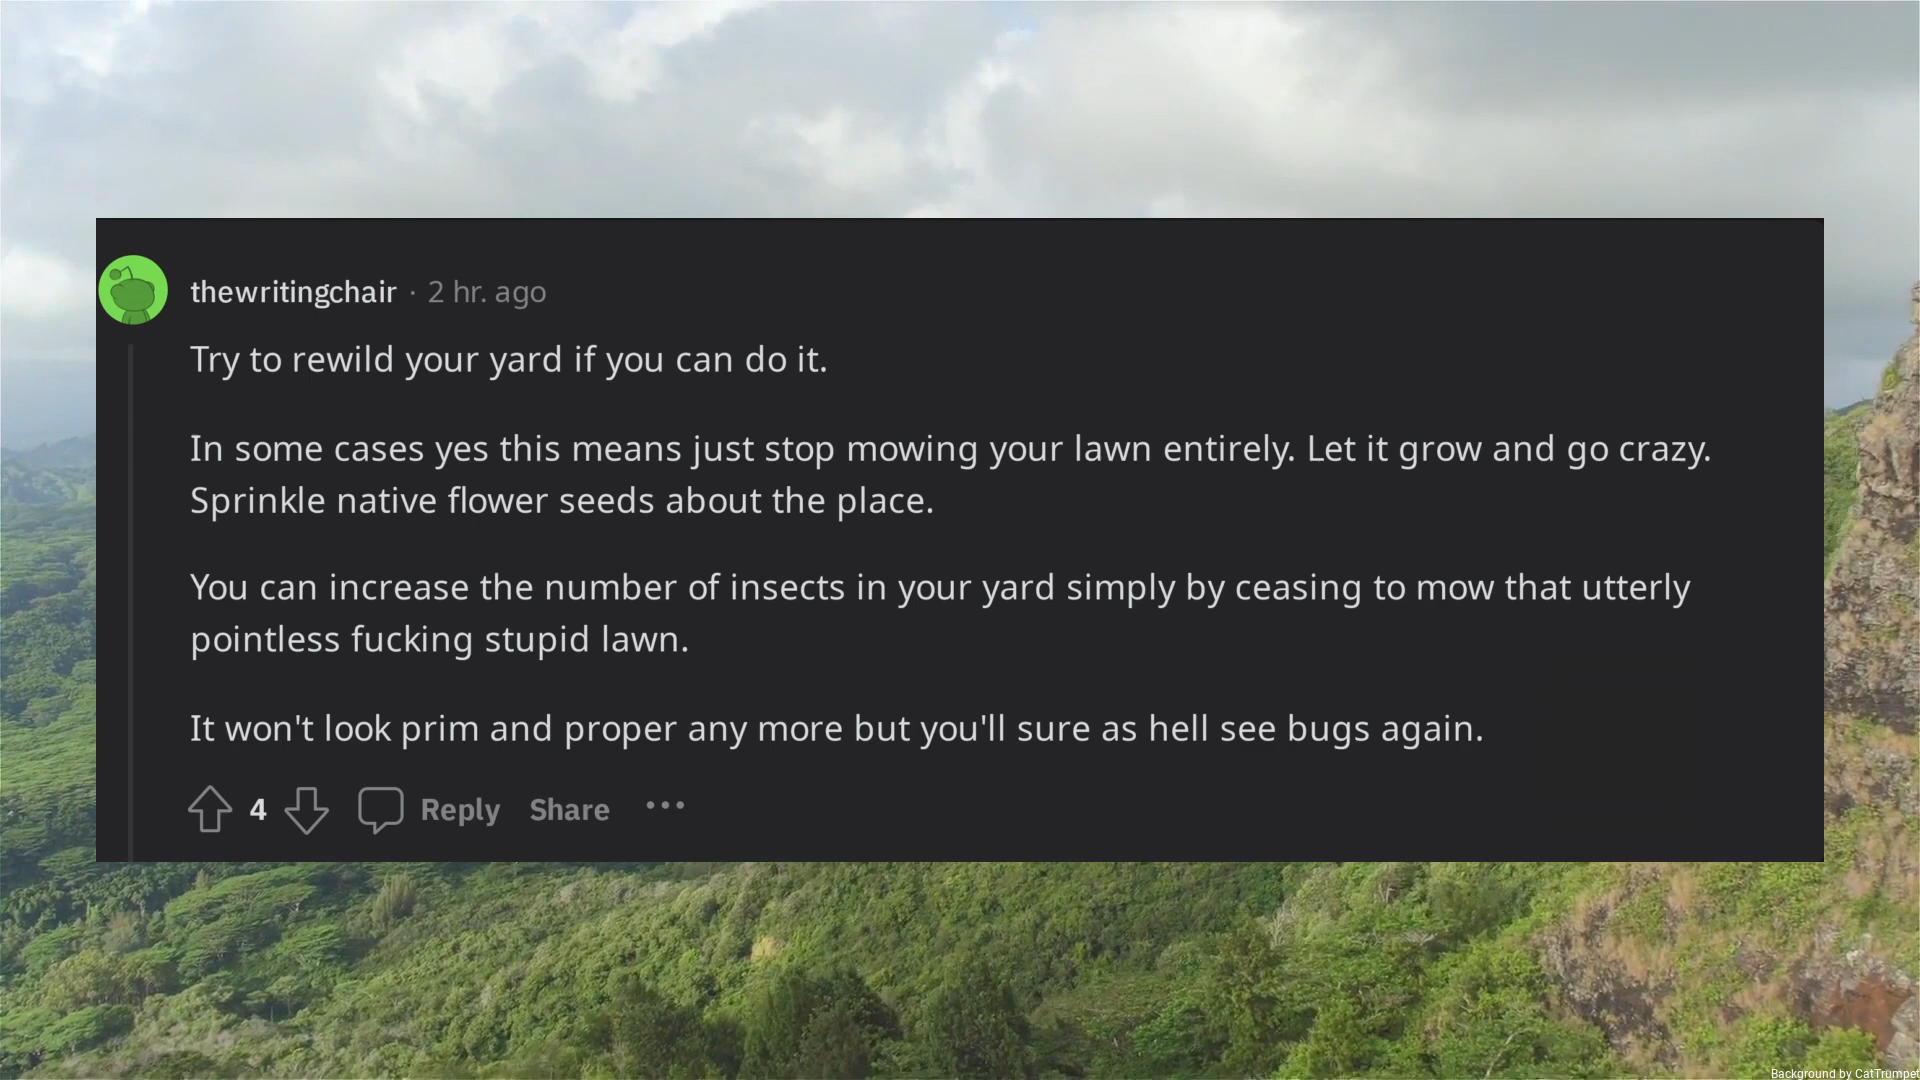 thewritingchair · 2 hr. ago
Try to rewild your yard if you can do it.
In some cases yes this means just stop mowing your lawn entirely. Let it grow and go crazy.
Sprinkle native flower seeds about the place.
You can increase the number of insects in your yard simply by ceasing to mow that utterly
pointless fucking stupid lawn.
It won't look prim and proper any more but you'll sure as hell see bugs again.
4 Reply Share ···
Background by CatTrumpet